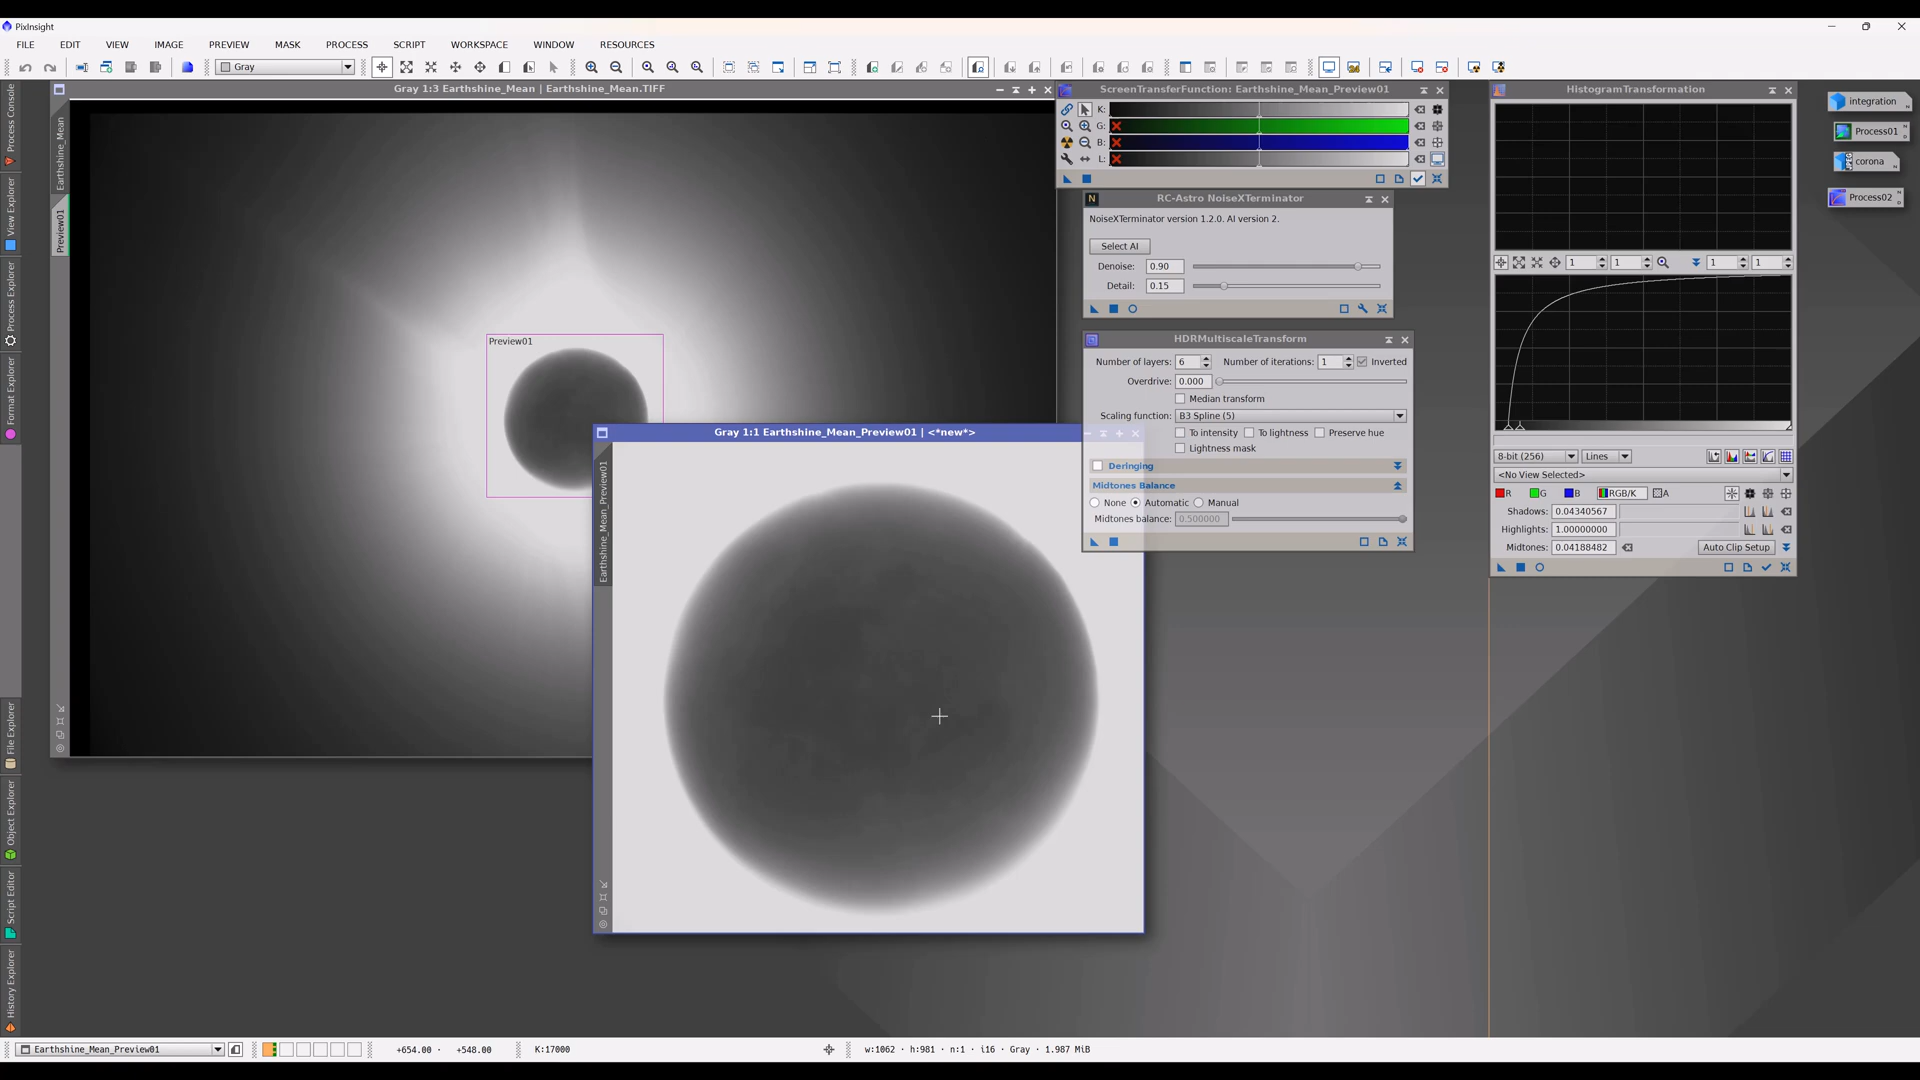 PixInsight
FILE EDIT VIEW IMAGE PREVIEW MASK PROCESS SCRIPT WORKSPACE WINDOW RESOURCES
Gray
Gray 1:3 Earthshine_Mean | Earthshine_Mean.TIFF
Process Console
View Explorer
Process Explorer
Format Explorer
File Explorer
Object Explorer
Script Editor
History Explorer
Earthshine_Mean
Preview01
Preview01
Gray 1:1 Earthshine_Mean_Preview01 | <*new*>
Earthshine_Mean_Preview01
ScreenTransferFunction: Earthshine_Mean_Preview01
K:
G:
B:
L:
RC-Astro NoiseXTerminator
NoiseXTerminator version 1.2.0. AI version 2.
Select AI
Denoise: 0.90
Detail: 0.15
HDRMultiscaleTransform
Number of layers: 6 Number of iterations: 1 Inverted
Overdrive: 0.000
Median transform
Scaling function: B3 Spline (5)
To intensity To lightness Preserve hue
Lightness mask
Deringing
Midtones Balance
None Automatic Manual
Midtones balance: 0.500000
HistogramTransformation
1 1 1 1
8-bit (256) Lines
<No View Selected>
R G B RGB/K A
Shadows: 0.04340567
Highlights: 1.00000000
Midtones: 0.04188482 Auto Clip Setup
integration
Process01
corona
Process02
Earthshine_Mean_Preview01 +654.00 · +548.00 K:17000 w:1062 · h:981 · n:1 · i16 · Gray · 1.987 MiB